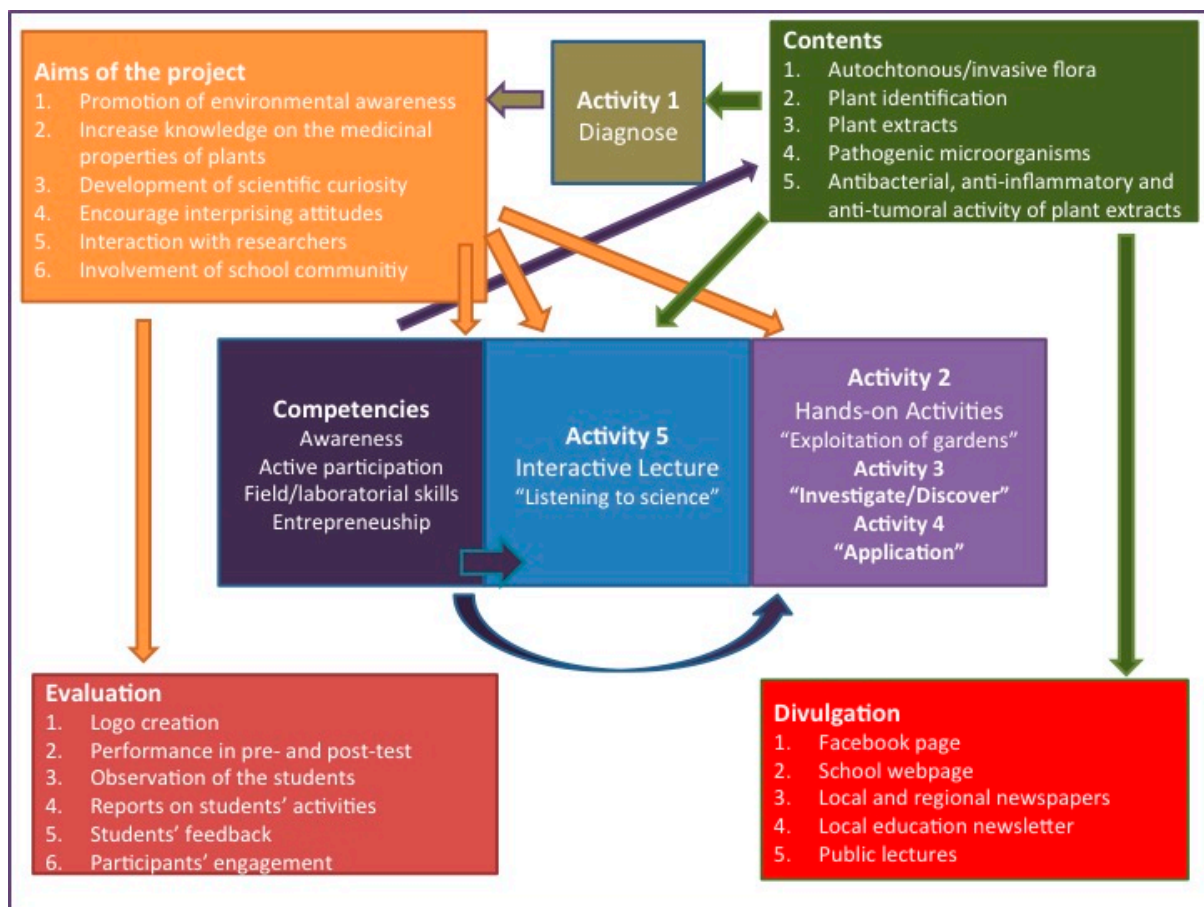 Aims of the project
1. Promotion of environmental awareness
2. Increase knowledge on the medicinal
properties of plants
3. Development of scientific curiosity
4. Encourage interprising attitudes
5. Interaction with researchers
6. Involvement of school communitiy
Activity 1
Diagnose
Contents
1. Autochtonous/invasive flora
2. Plant identification
3. Plant extracts
4. Pathogenic microorganisms
5. Antibacterial, anti-inflammatory and
anti-tumoral activity of plant extracts
Competencies
Awareness
Active participation
Field/laboratorial skills
Entrepreneuship
Activity 5
Interactive Lecture
“Listening to science”
Activity 2
Hands-on Activities
“Exploitation of gardens”
Activity 3
“Investigate/Discover”
Activity 4
“Application”
Evaluation
1. Logo creation
2. Performance in pre- and post-test
3. Observation of the students
4. Reports on students’ activities
5. Students’ feedback
6. Participants’ engagement
Divulgation
1. Facebook page
2. School webpage
3. Local and regional newspapers
4. Local education newsletter
5. Public lectures